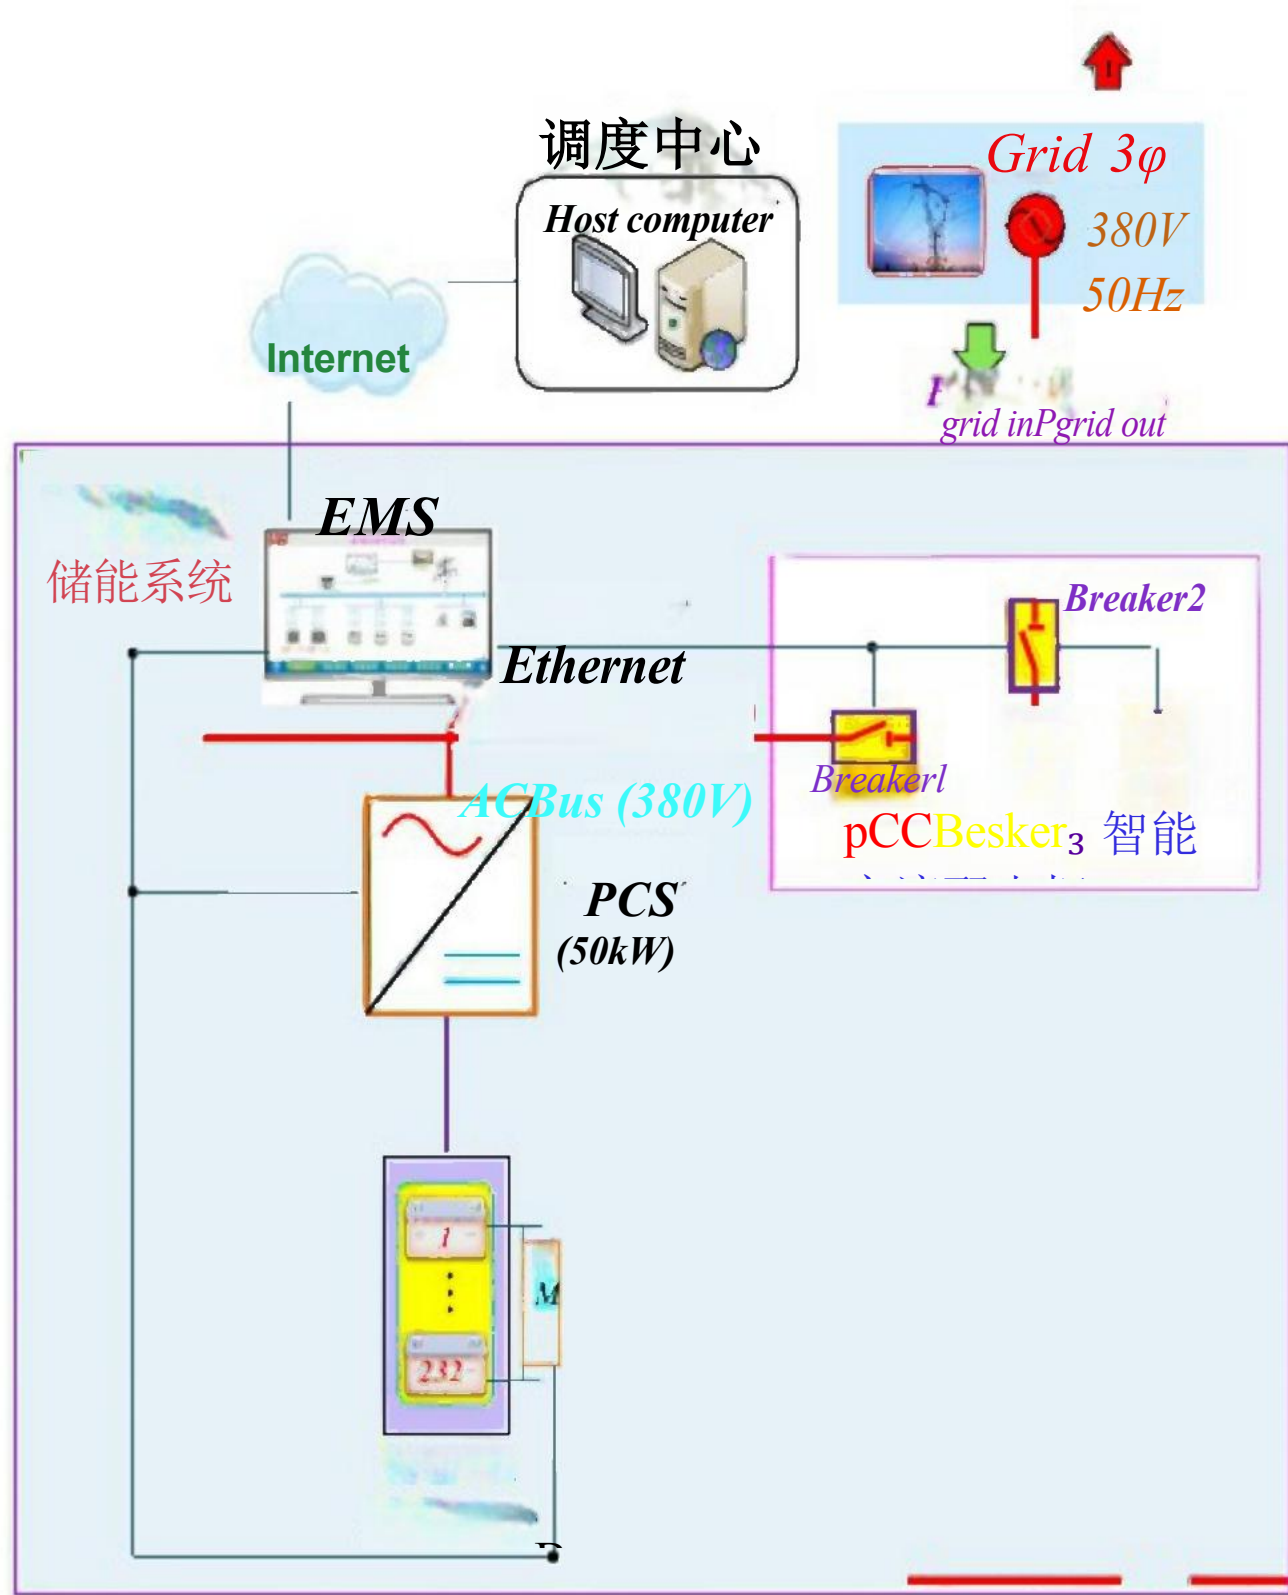 调度中心
Host computer
Grid 3φ
380V
50Hz
Internet
grid inPgrid out
EMS
储能系统
Breaker2
Ethernet
Breakerl
ACBus (380V)
pCCBesker₃ 智能
PCS
(50kW)
1
M
232